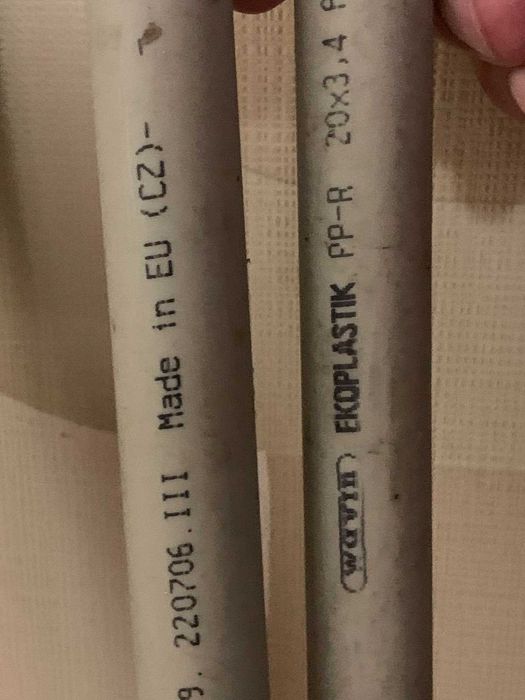 9. 220706.III Made in EU (CZ)-
wavin EKOPLASTIK PP-R 20x3,4